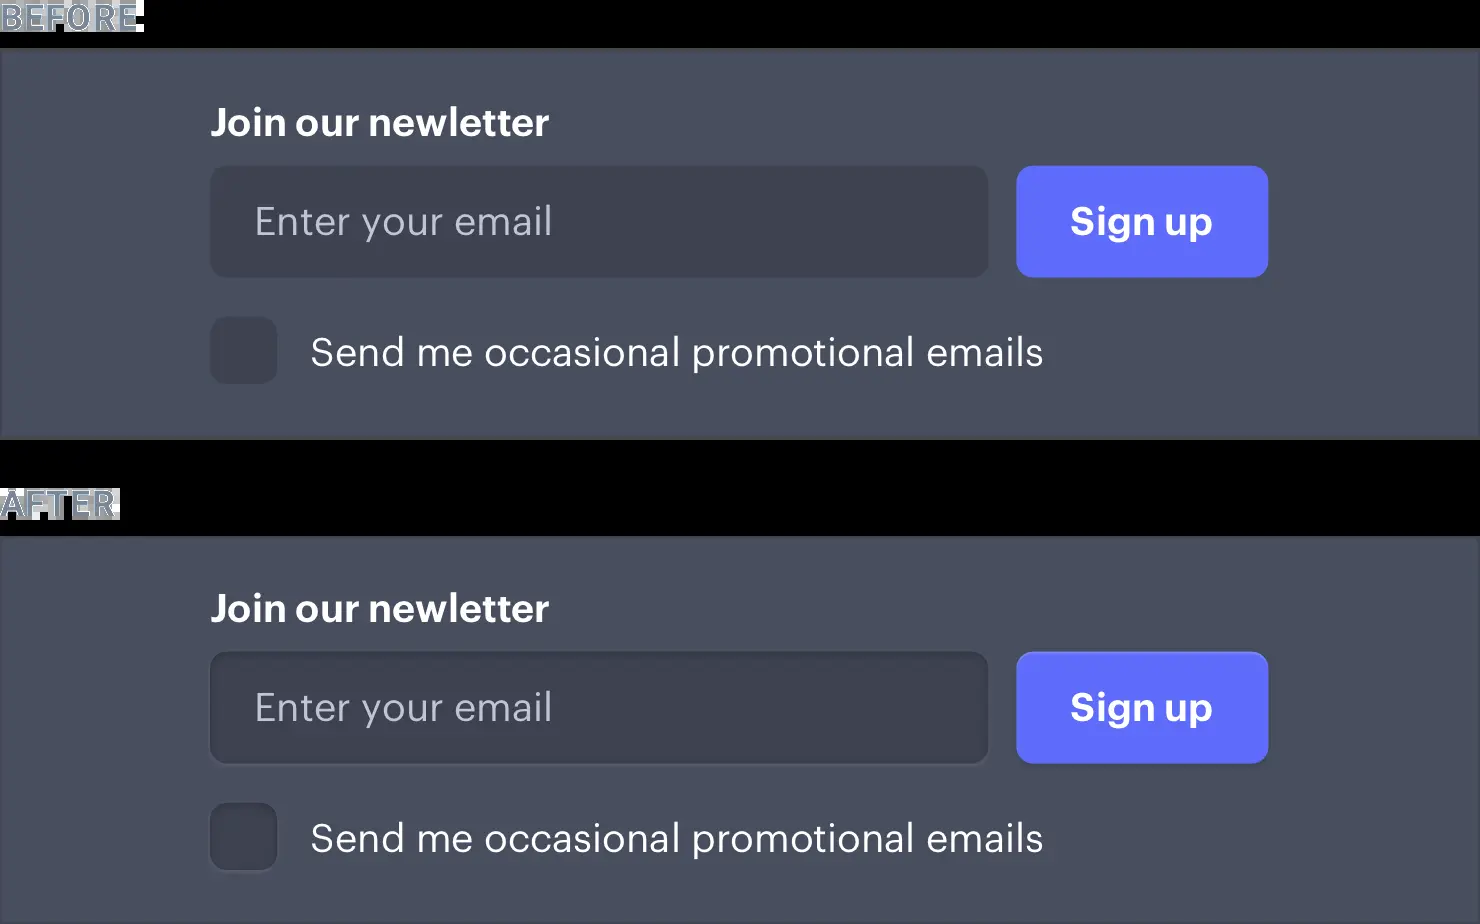 BEFORE
Join our newletter
Enter your email
Sign up
Send me occasional promotional emails
AFTER
Join our newletter
Enter your email
Sign up
Send me occasional promotional emails